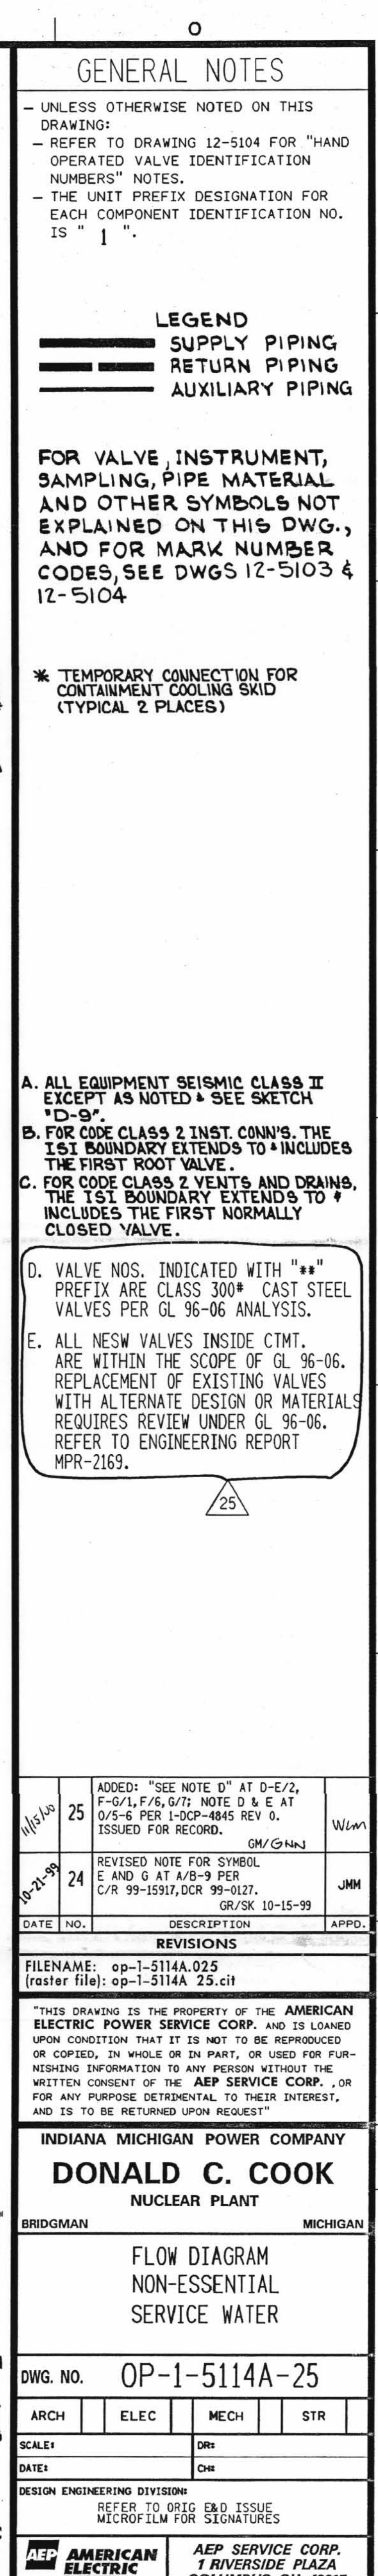 O
GENERAL NOTES
— UNLESS OTHERWISE NOTED ON THIS
DRAWING:
— REFER TO DRAWING 12-5104 FOR "HAND
OPERATED VALVE IDENTIFICATION
NUMBERS" NOTES.
— THE UNIT PREFIX DESIGNATION FOR
EACH COMPONENT IDENTIFICATION NO.
IS " 1 ".
LEGEND
SUPPLY PIPING
RETURN PIPING
AUXILIARY PIPING
FOR VALVE, INSTRUMENT,
SAMPLING, PIPE MATERIAL
AND OTHER SYMBOLS NOT
EXPLAINED ON THIS DWG.,
AND FOR MARK NUMBER
CODES, SEE DWGS 12-5103 &
12-5104
* TEMPORARY CONNECTION FOR
CONTAINMENT COOLING SKID
(TYPICAL 2 PLACES)
A. ALL EQUIPMENT SEISMIC CLASS II
EXCEPT AS NOTED & SEE SKETCH
"D-9".
B. FOR CODE CLASS 2 INST. CONN'S. THE
ISI BOUNDARY EXTENDS TO & INCLUDES
THE FIRST ROOT VALVE.
C. FOR CODE CLASS 2 VENTS AND DRAINS,
THE ISI BOUNDARY EXTENDS TO &
INCLUDES THE FIRST NORMALLY
CLOSED VALVE.
D. VALVE NOS. INDICATED WITH "**"
PREFIX ARE CLASS 300# CAST STEEL
VALVES PER GL 96-06 ANALYSIS.
E. ALL NESW VALVES INSIDE CTMT.
ARE WITHIN THE SCOPE OF GL 96-06.
REPLACEMENT OF EXISTING VALVES
WITH ALTERNATE DESIGN OR MATERIALS
REQUIRES REVIEW UNDER GL 96-06.
REFER TO ENGINEERING REPORT
MPR-2169.
25
11/15/00 25 ADDED: "SEE NOTE D" AT D-E/2,
F-G/1,F/6,G/7; NOTE D & E AT
O/5-6 PER 1-DCP-4845 REV 0.
ISSUED FOR RECORD.
GM/GNN WLM
10-21-99 24 REVISED NOTE FOR SYMBOL
E AND G AT A/B-9 PER
C/R 99-15917,DCR 99-0127.
GR/SK 10-15-99 JMM
DATE NO. DESCRIPTION APPD.
REVISIONS
FILENAME: op-1-5114A.025
(raster file): op-1-5114A 25.cit
"THIS DRAWING IS THE PROPERTY OF THE AMERICAN
ELECTRIC POWER SERVICE CORP. AND IS LOANED
UPON CONDITION THAT IT IS NOT TO BE REPRODUCED
OR COPIED, IN WHOLE OR IN PART, OR USED FOR FUR-
NISHING INFORMATION TO ANY PERSON WITHOUT THE
WRITTEN CONSENT OF THE AEP SERVICE CORP. , OR
FOR ANY PURPOSE DETRIMENTAL TO THEIR INTEREST,
AND IS TO BE RETURNED UPON REQUEST"
INDIANA MICHIGAN POWER COMPANY
DONALD C. COOK
NUCLEAR PLANT
BRIDGMAN MICHIGAN
FLOW DIAGRAM
NON-ESSENTIAL
SERVICE WATER
DWG. NO. OP-1-5114A-25
ARCH ELEC MECH STR
SCALE: DR:
DATE: CH:
DESIGN ENGINEERING DIVISION:
REFER TO ORIG E&D ISSUE
MICROFILM FOR SIGNATURES
AEP AMERICAN
ELECTRIC
AEP SERVICE CORP.
1 RIVERSIDE PLAZA